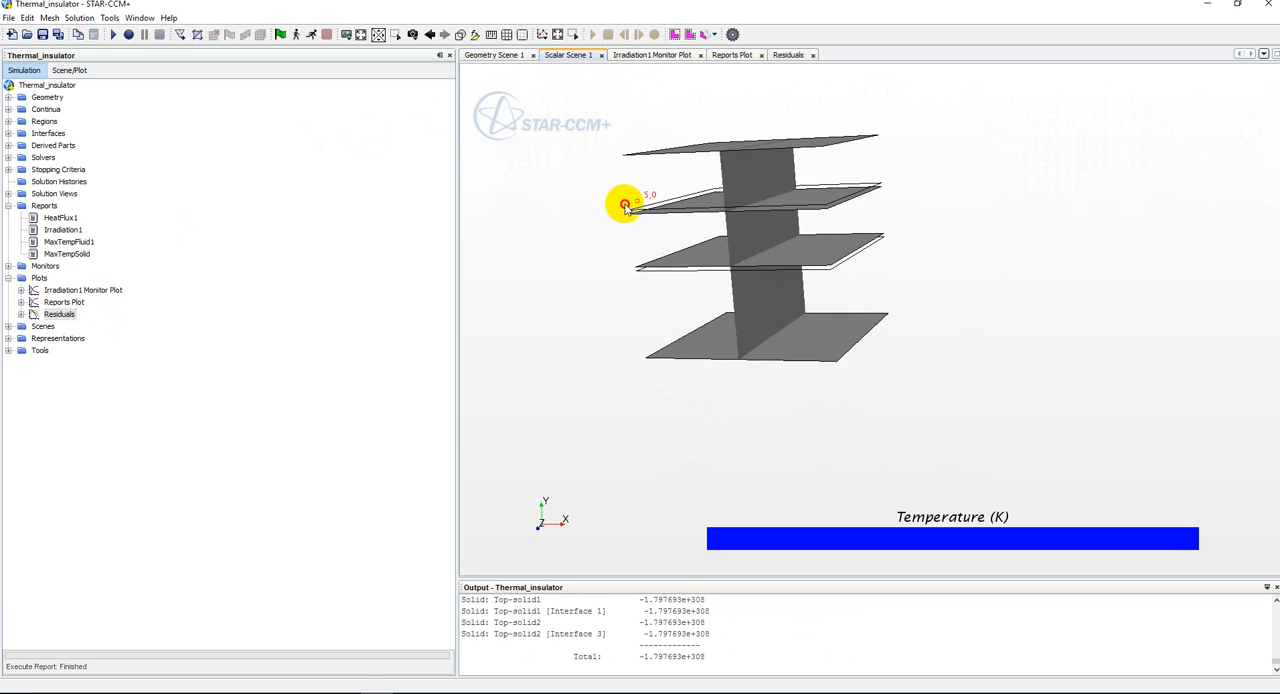 Thermal_insulator - STAR-CCM+
File Edit Mesh Solution Tools Window Help
Thermal_insulator
Simulation Scene/Plot
Thermal_insulator
Geometry
Continua
Regions
Interfaces
Derived Parts
Solvers
Stopping Criteria
Solution Histories
Solution Views
Reports
HeatFlux1
Irradiation1
MaxTempFluid1
MaxTempSolid
Monitors
Plots
Irradiation1 Monitor Plot
Reports Plot
Residuals
Scenes
Representations
Tools
Execute Report: Finished
Geometry Scene 1 Scalar Scene 1 Irradiation1 Monitor Plot Reports Plot Residuals
STAR-CCM+
5,0
Y
Z X
Temperature (K)
Output - Thermal_insulator
Solid: Top-solid1 -1.797693e+308
Solid: Top-solid1 [Interface 1] -1.797693e+308
Solid: Top-solid2 -1.797693e+308
Solid: Top-solid2 [Interface 3] -1.797693e+308
-------------
Total: -1.797693e+308